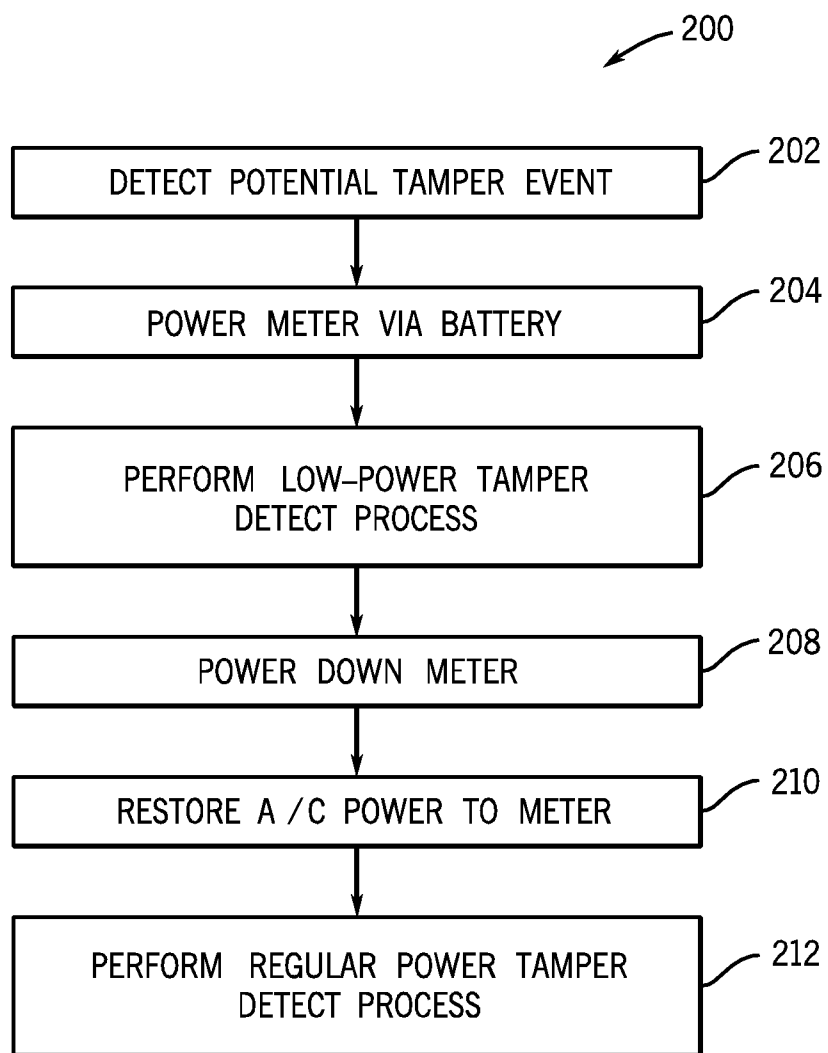 200
DETECT POTENTIAL TAMPER EVENT
202
POWER METER VIA BATTERY
204
PERFORM LOW–POWER TAMPER
DETECT PROCESS
206
POWER DOWN METER
208
RESTORE A /C POWER TO METER
210
PERFORM REGULAR POWER TAMPER
DETECT PROCESS
212